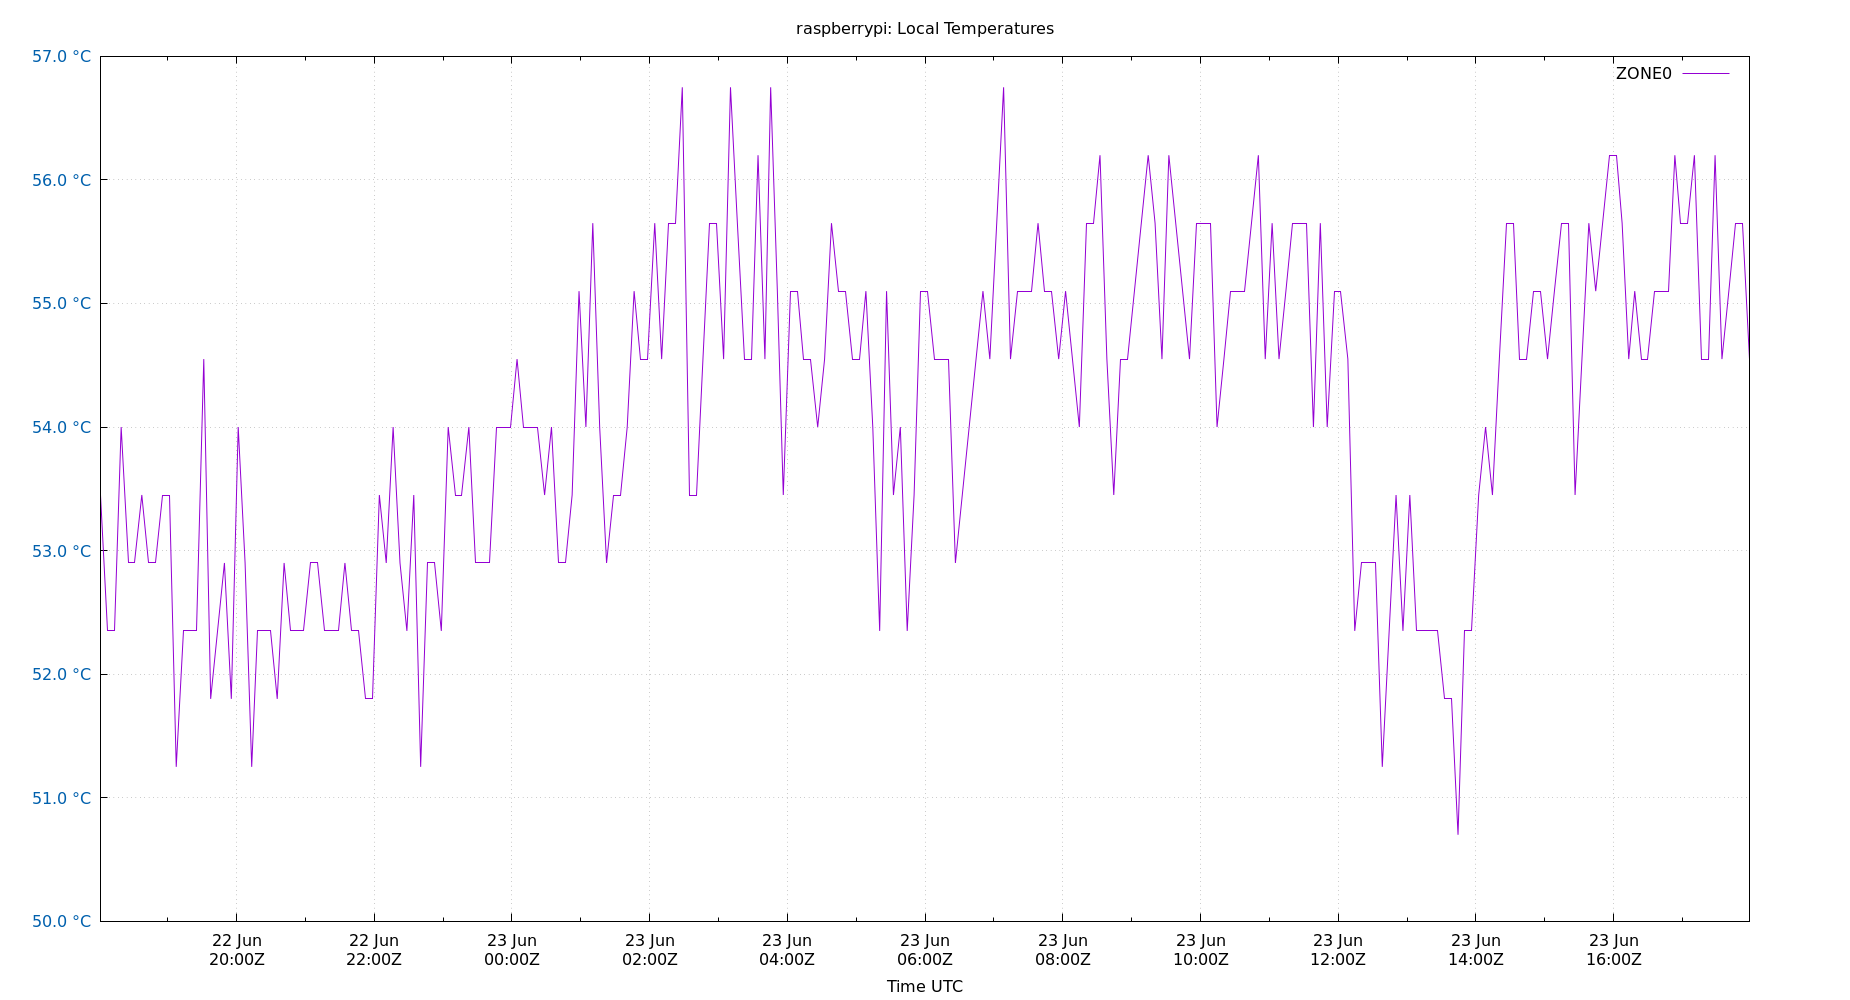 raspberrypi: Local Temperatures
57.0 °C
ZONE0
56.0 °C
55.0 °C
54.0 °C
53.0 °C
52.0 °C
51.0 °C
50.0 °C
22 Jun 22 Jun 23 Jun 23 Jun 23 Jun 23 Jun 23 Jun 23 Jun 23 Jun 23 Jun 23 Jun
20:00Z 22:00Z 00:00Z 02:00Z 04:00Z 06:00Z 08:00Z 10:00Z 12:00Z 14:00Z 16:00Z
Time UTC